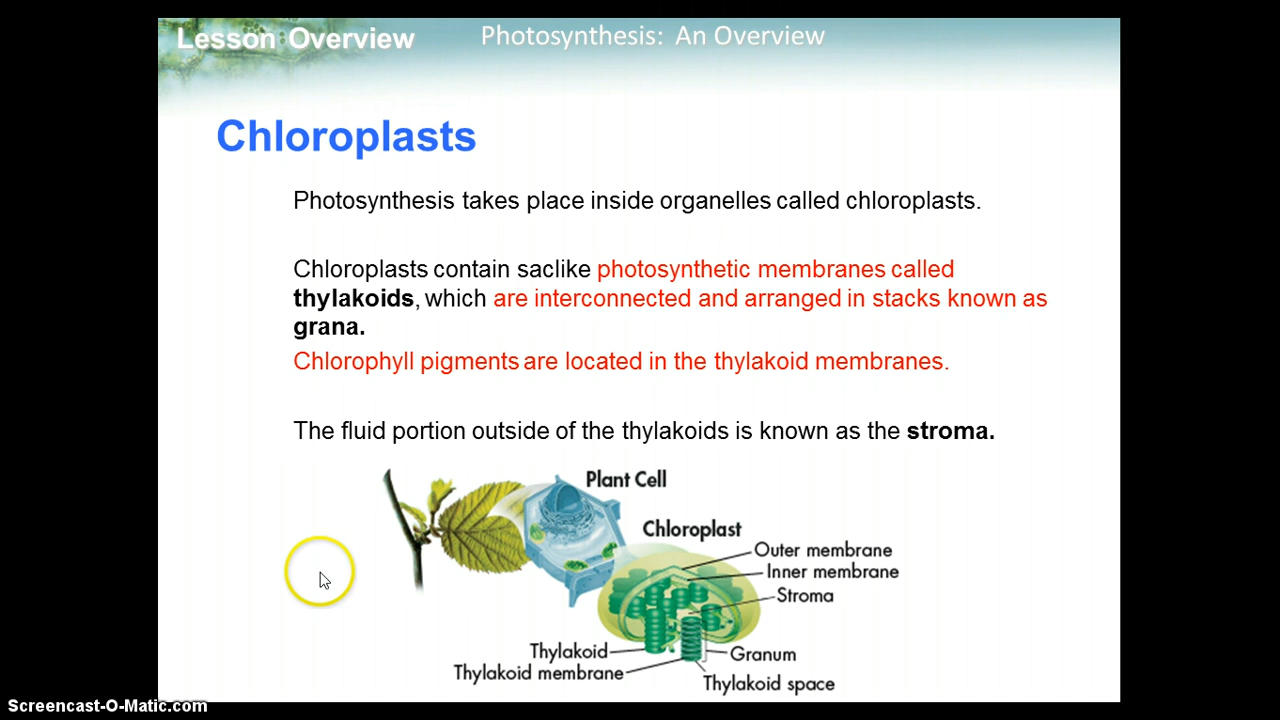 Lesson Overview Photosynthesis: An Overview
Chloroplasts
Photosynthesis takes place inside organelles called chloroplasts.
Chloroplasts contain saclike photosynthetic membranes called
thylakoids, which are interconnected and arranged in stacks known as
grana.
Chlorophyll pigments are located in the thylakoid membranes.
The fluid portion outside of the thylakoids is known as the stroma.
Plant Cell
Chloroplast
Outer membrane
Inner membrane
Stroma
Thylakoid
Granum
Thylakoid membrane
Thylakoid space
Screencast-O-Matic.com